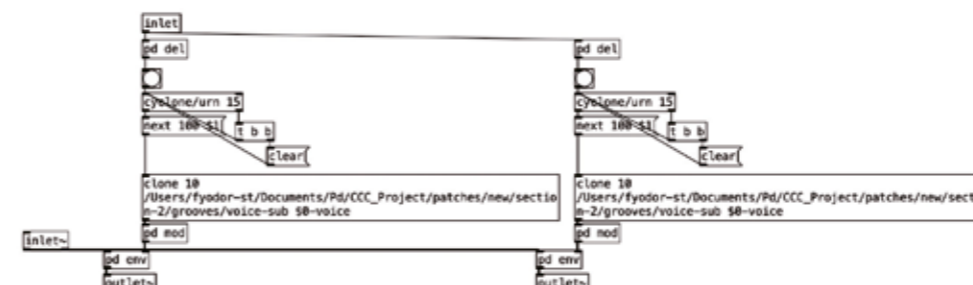 inlet
pd del
pd del
cyclone/urn 15
cyclone/urn 15
next 100 $1
t b b
next 100 $1
t b b
clear
clear
clone 10
/Users/fyodor-st/Documents/Pd/CCC_Project/patches/new/sectio
n-2/grooves/voice-sub $0-voice
clone 10
/Users/fyodor-st/Documents/Pd/CCC_Project/patches/new/sect
n-2/grooves/voice-sub $0-voice
pd mod
pd mod
inlet~
pd env
pd env
outlet~
outlet~